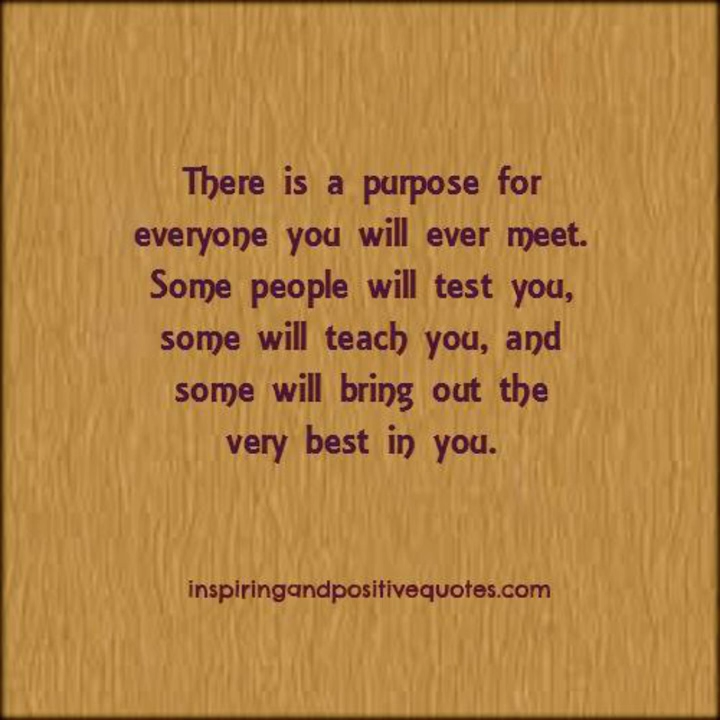 There is a purpose for
everyone you will ever meet.
Some people will test you,
some will teach you, and
some will bring out the
very best in you.
inspiringandpositivequotes.com